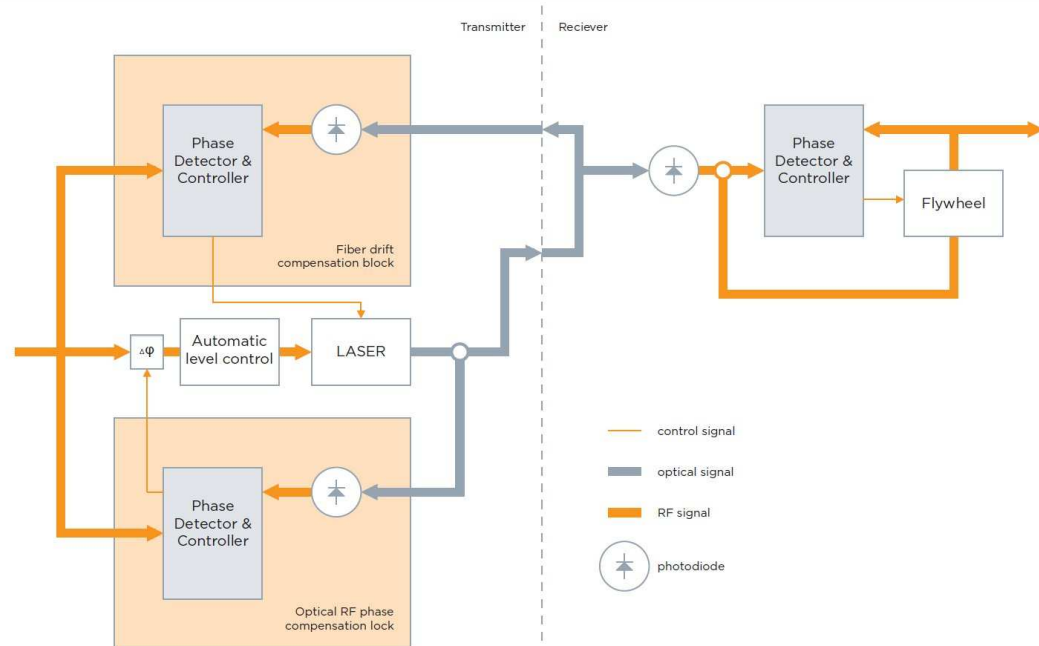 Transmitter
Reciever
Phase
Detector &
Controller
Fiber drift
compensation block
Phase
Detector &
Controller
Flywheel
Δφ
Automatic
level control
LASER
Phase
Detector &
Controller
Optical RF phase
compensation lock
control signal
optical signal
RF signal
photodiode